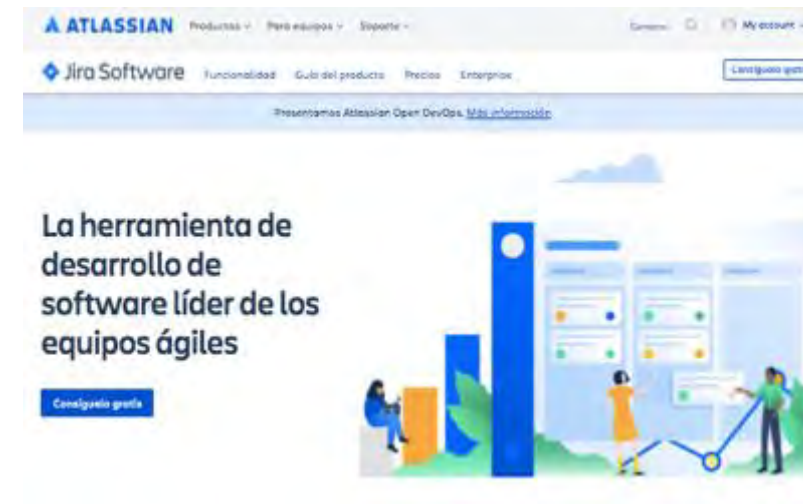 ATLASSIAN Productos Para equipos Soporte My account
Jira Software Funcionalidad Guía del producto Precios Enterprise Consíguelo gratis
Presentamos Atlassian Open DevOps. Más información
La herramienta de
desarrollo de
software líder de los
equipos ágiles
Consíguelo gratis